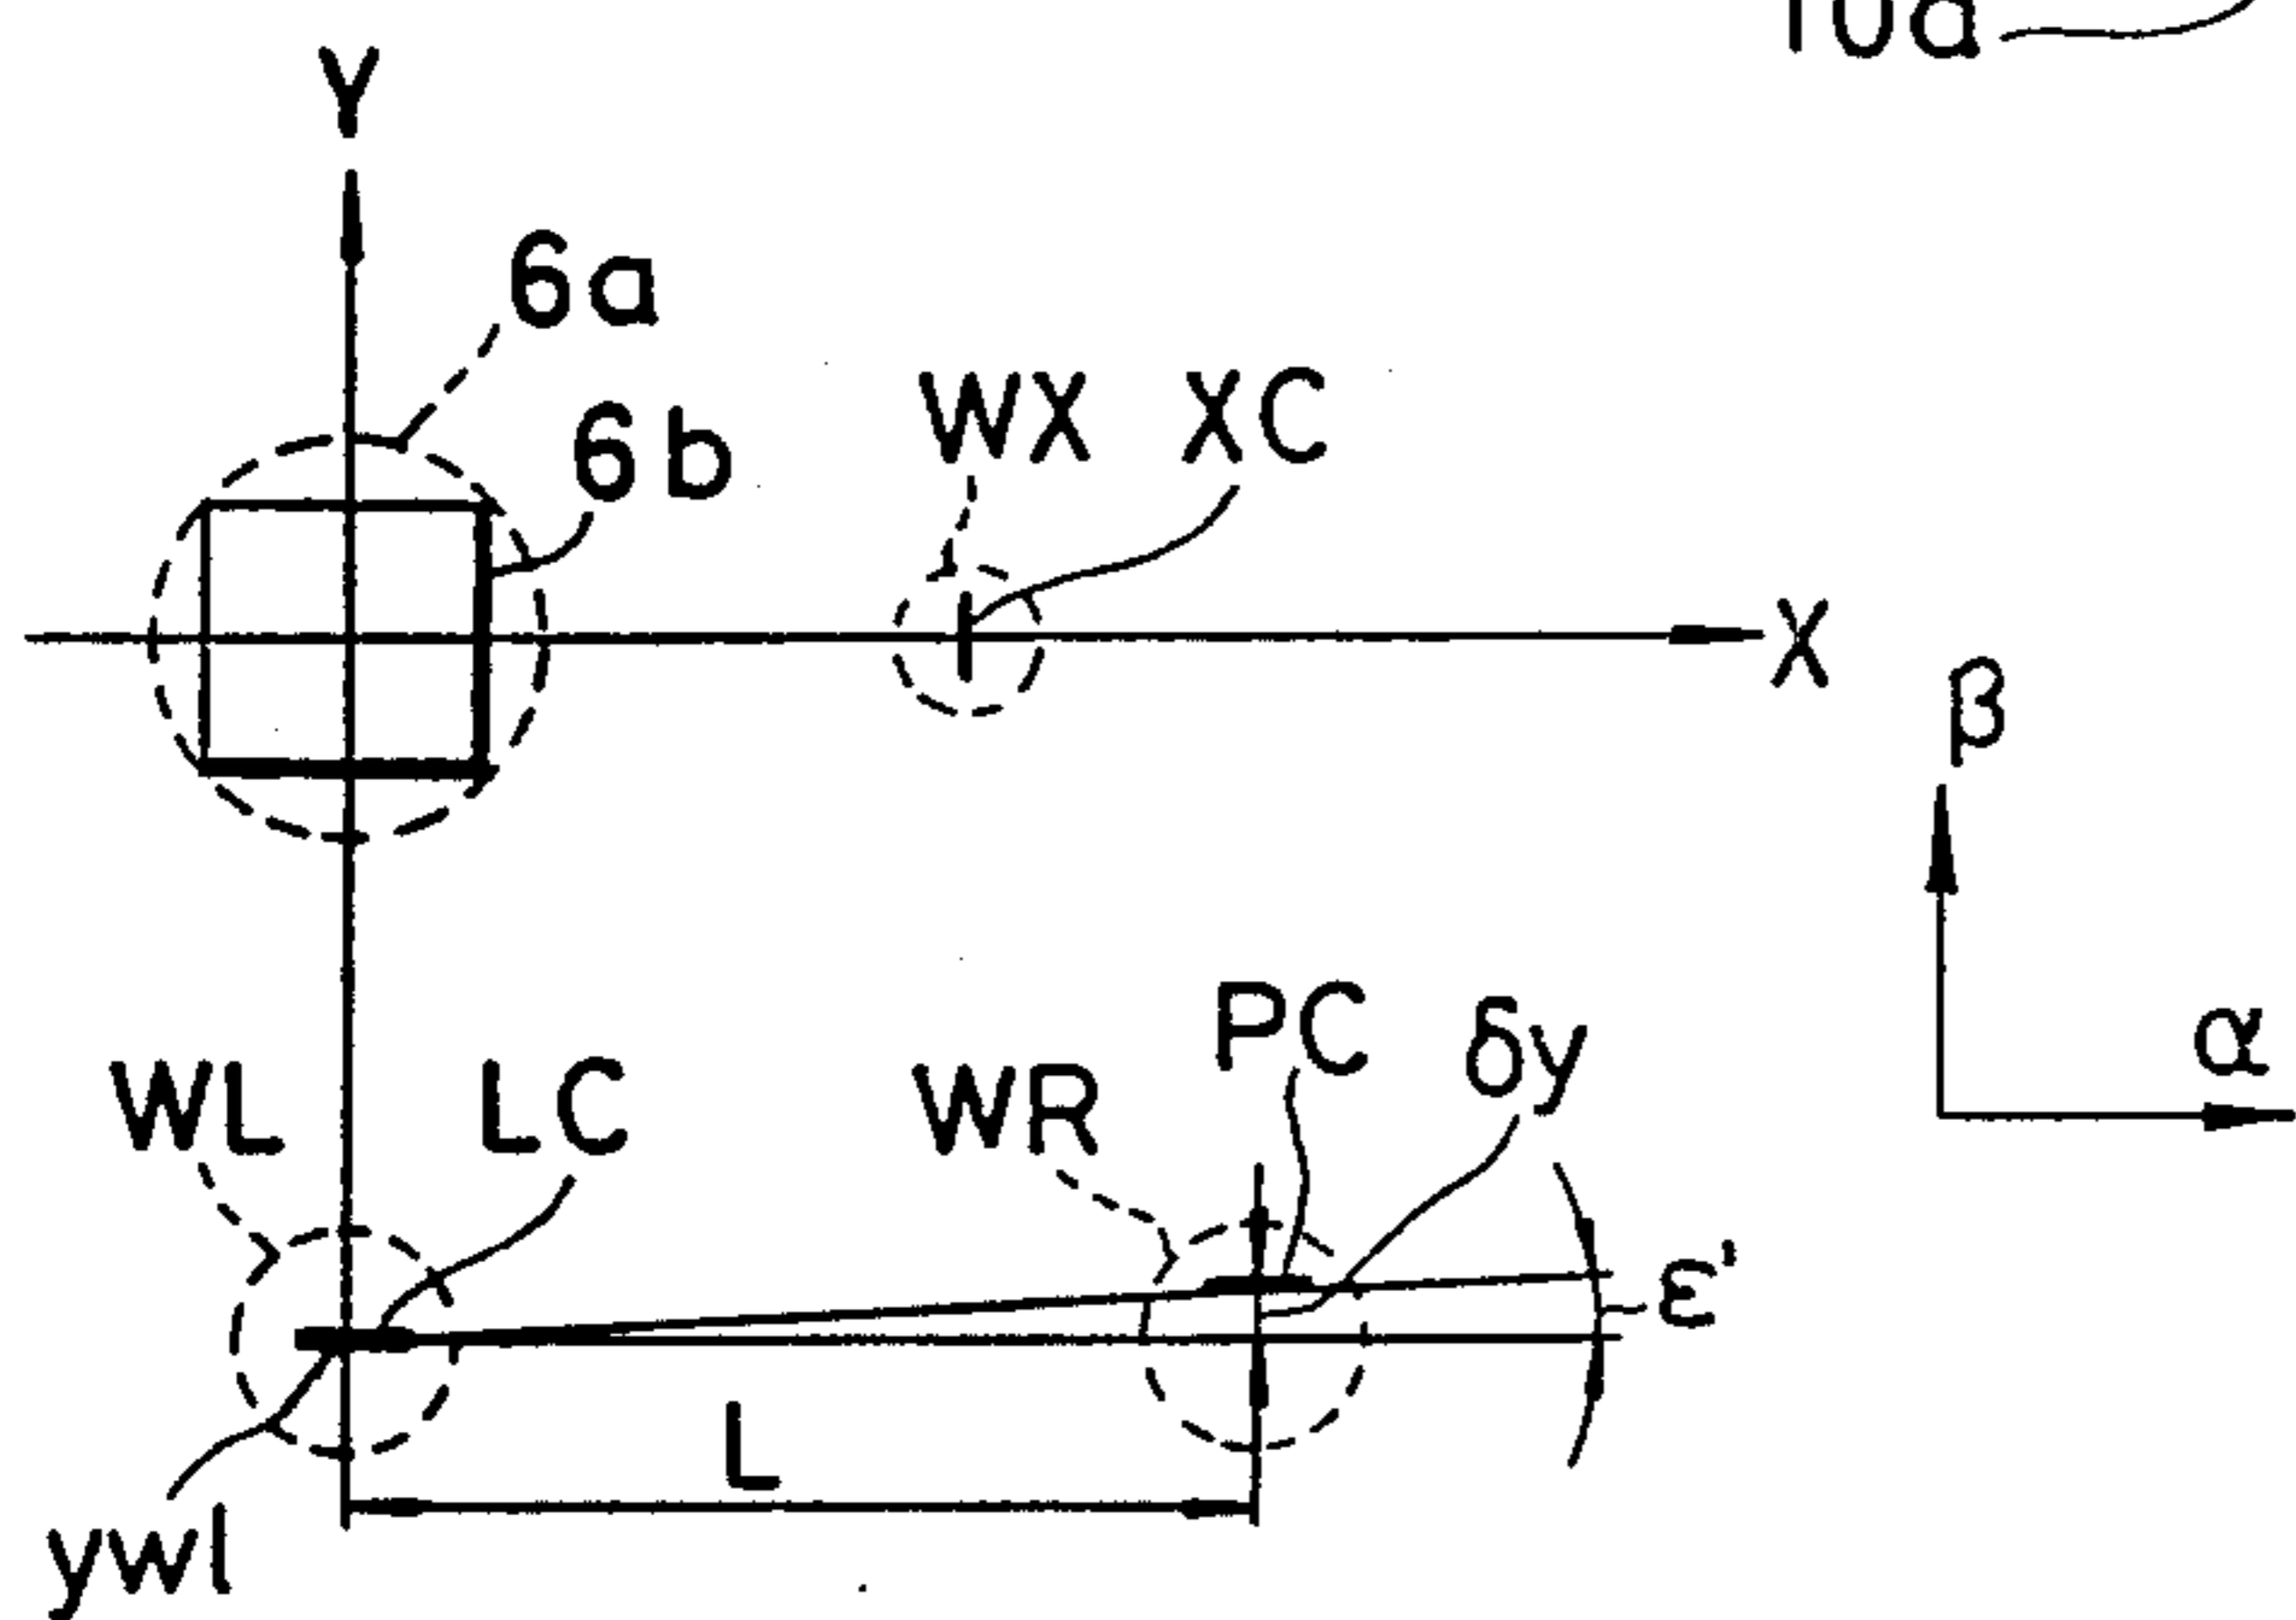 10a
Y
6a
6b
WX XC
X
β
PC δy
α
WL LC WR
ε'
L
ywl